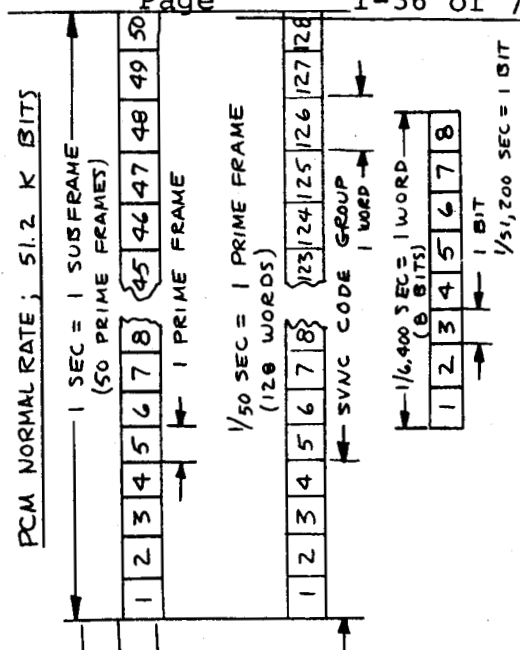 Page 1-36 of 7
PCM NORMAL RATE; 51.2 K BITS
1 SEC = 1 SUBFRAME
(50 PRIME FRAMES)
1 2 3 4 5 6 7 8 45 46 47 48 49 50
1 PRIME FRAME
1/50 SEC = 1 PRIME FRAME
(128 WORDS)
1 2 3 4 5 6 7 8 123 124 125 126 127 128
SYNC CODE GROUP
1 WORD
1/6,400 SEC = 1 WORD
(8 BITS)
1 2 3 4 5 6 7 8
1 BIT
1/51,200 SEC = 1 BIT